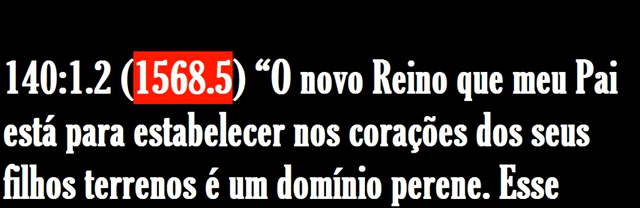 140:1.2 (1568.5) “O novo Reino que meu Pai
está para estabelecer nos corações dos seus
filhos terrenos é um domínio perene. Esse